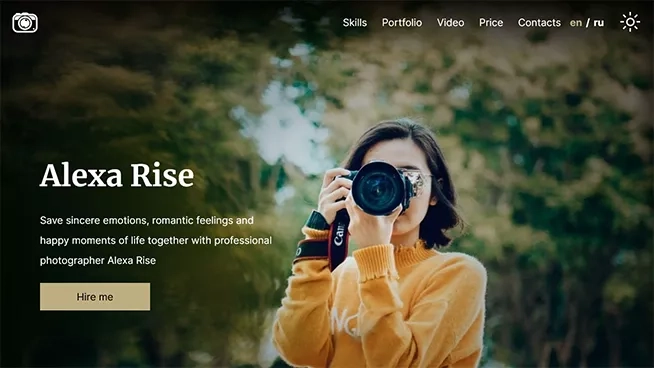 Skills Portfolio Video Price Contacts en / ru
Alexa Rise
Save sincere emotions, romantic feelings and
happy moments of life together with professional
photographer Alexa Rise
Hire me